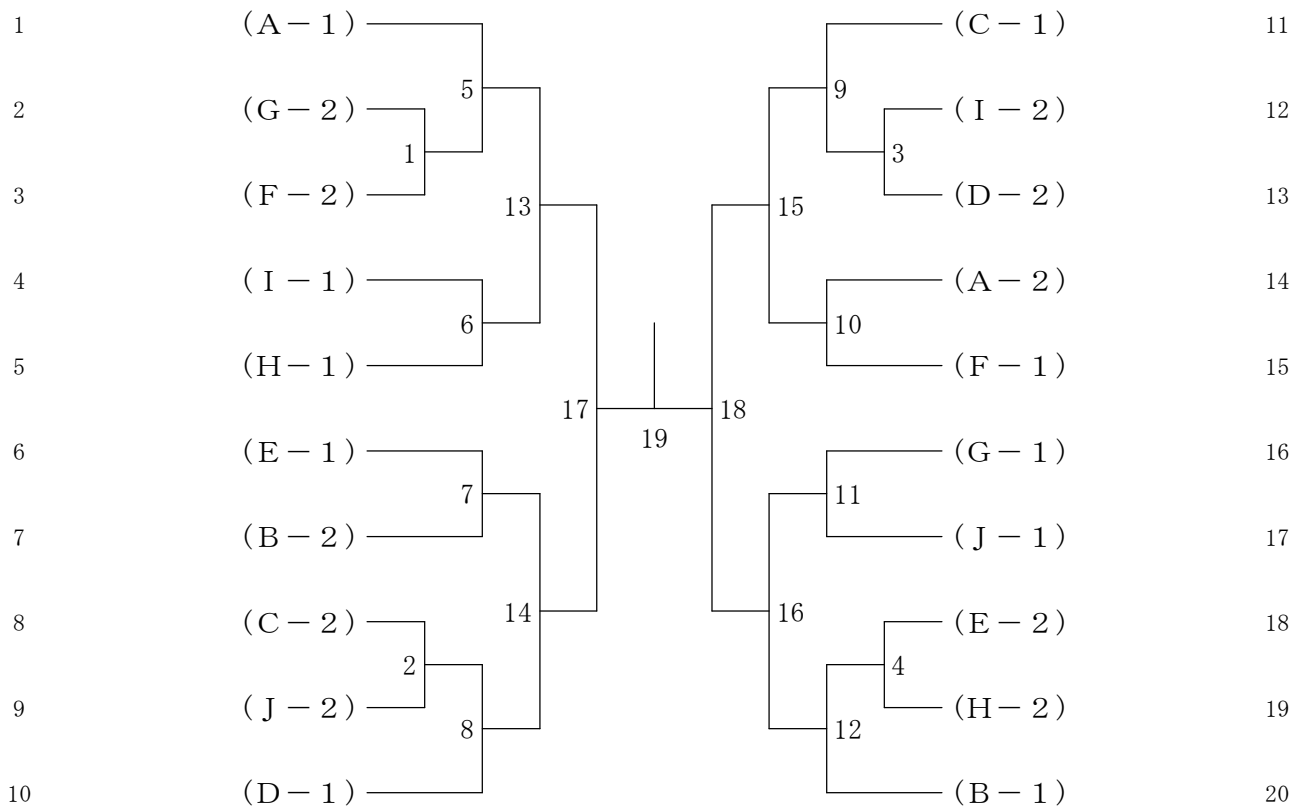 1 (A-1) (C-1) 11
5 9
2 (G-2) (I-2) 12
1 3
3 (F-2) (D-2) 13
13 15
4 (I-1) (A-2) 14
6 10
5 (H-1) (F-1) 15
17 18
19
6 (E-1) (G-1) 16
7 11
7 (B-2) (J-1) 17
14 16
8 (C-2) (E-2) 18
2 4
9 (J-2) (H-2) 19
8 12
10 (D-1) (B-1) 20